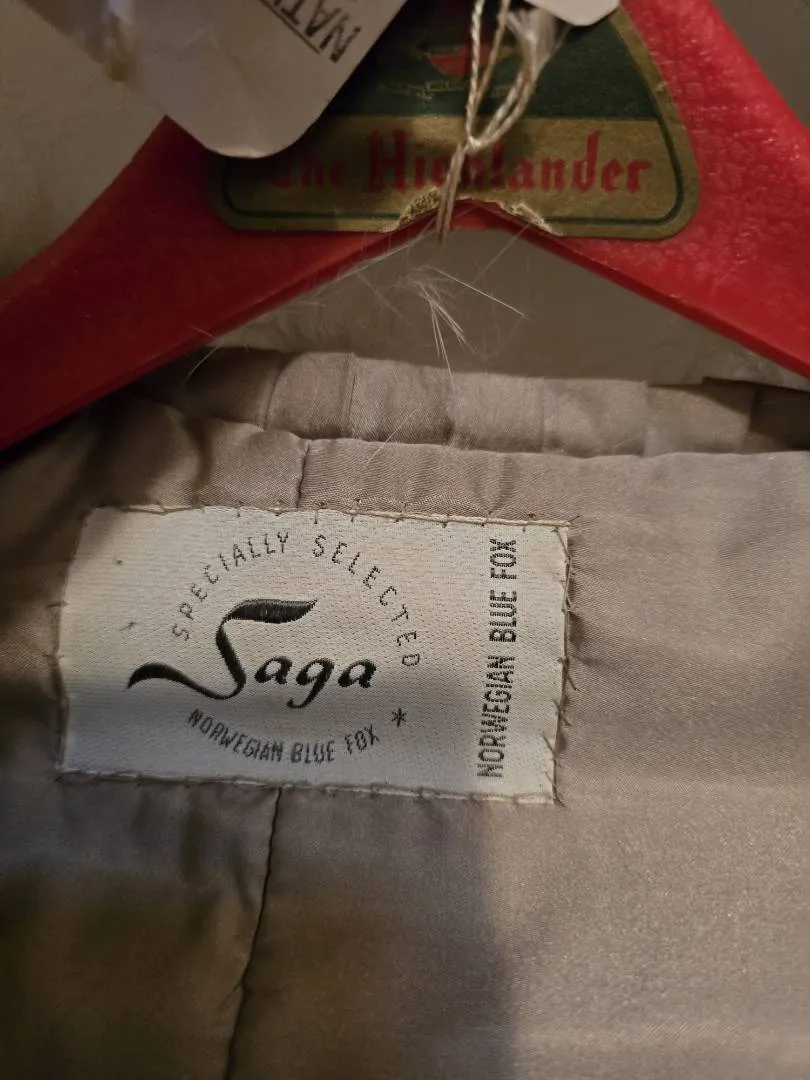 The Highlander
SPECIALLY SELECTED
Saga
NORWEGIAN BLUE FOX *
NORWEGIAN BLUE FOX